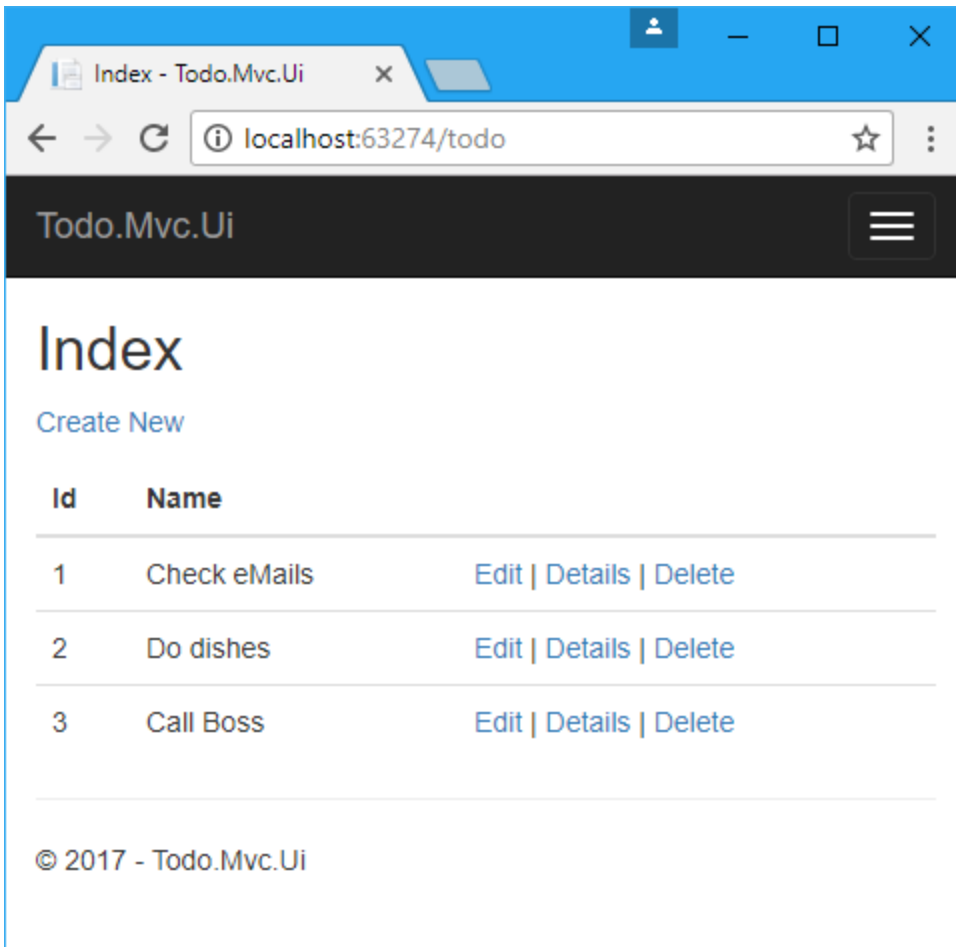 Index - Todo.Mvc.Ui
localhost:63274/todo
Todo.Mvc.Ui
Index
Create New
Id Name
1 Check eMails Edit | Details | Delete
2 Do dishes Edit | Details | Delete
3 Call Boss Edit | Details | Delete
© 2017 - Todo.Mvc.Ui